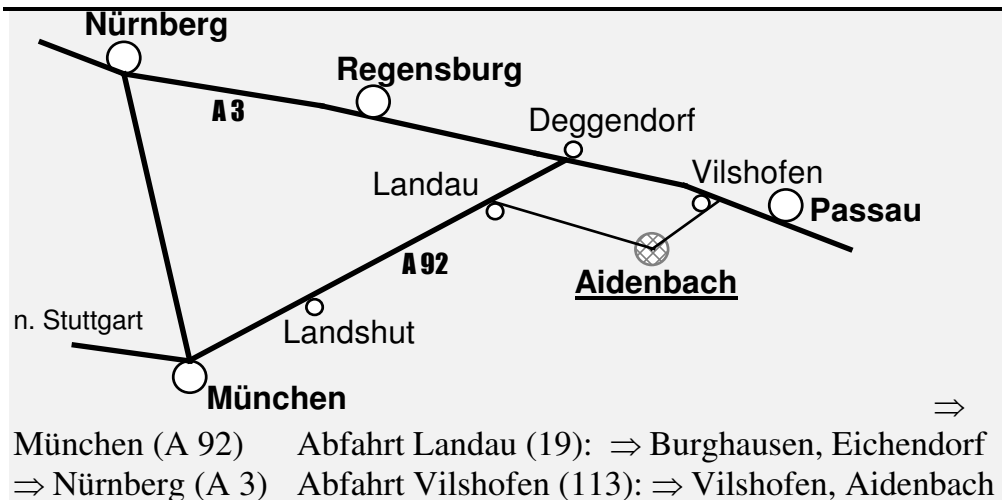 Nürnberg
Regensburg
A 3
Deggendorf
Vilshofen
Landau
Passau
A 92
Aidenbach
n. Stuttgart
Landshut
München
⇒
München (A 92) Abfahrt Landau (19): ⇒ Burghausen, Eichendorf
⇒ Nürnberg (A 3) Abfahrt Vilshofen (113): ⇒ Vilshofen, Aidenbach